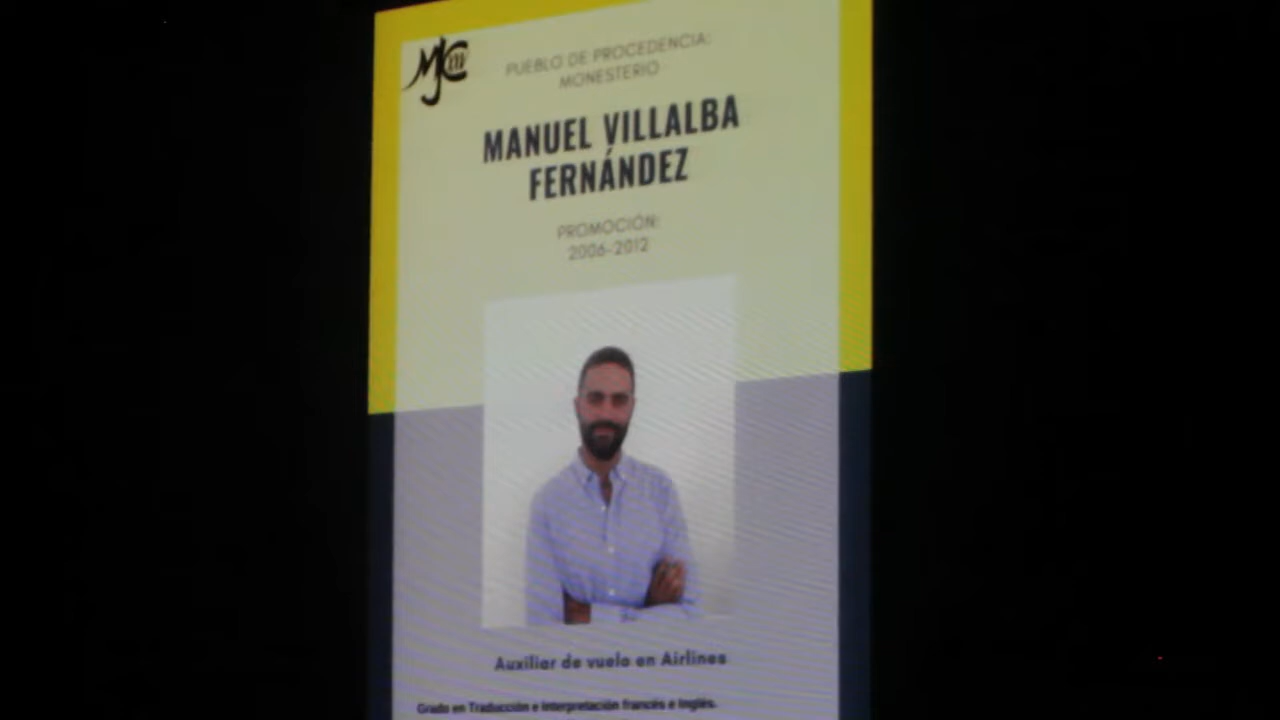 MJCM
PUEBLO DE PROCEDENCIA:
MONESTERIO
MANUEL VILLALBA
FERNÁNDEZ
PROMOCIÓN:
2006-2012
Auxiliar de vuelo en Airlines
Grado en Traducción e Interpretación francés e Inglés.